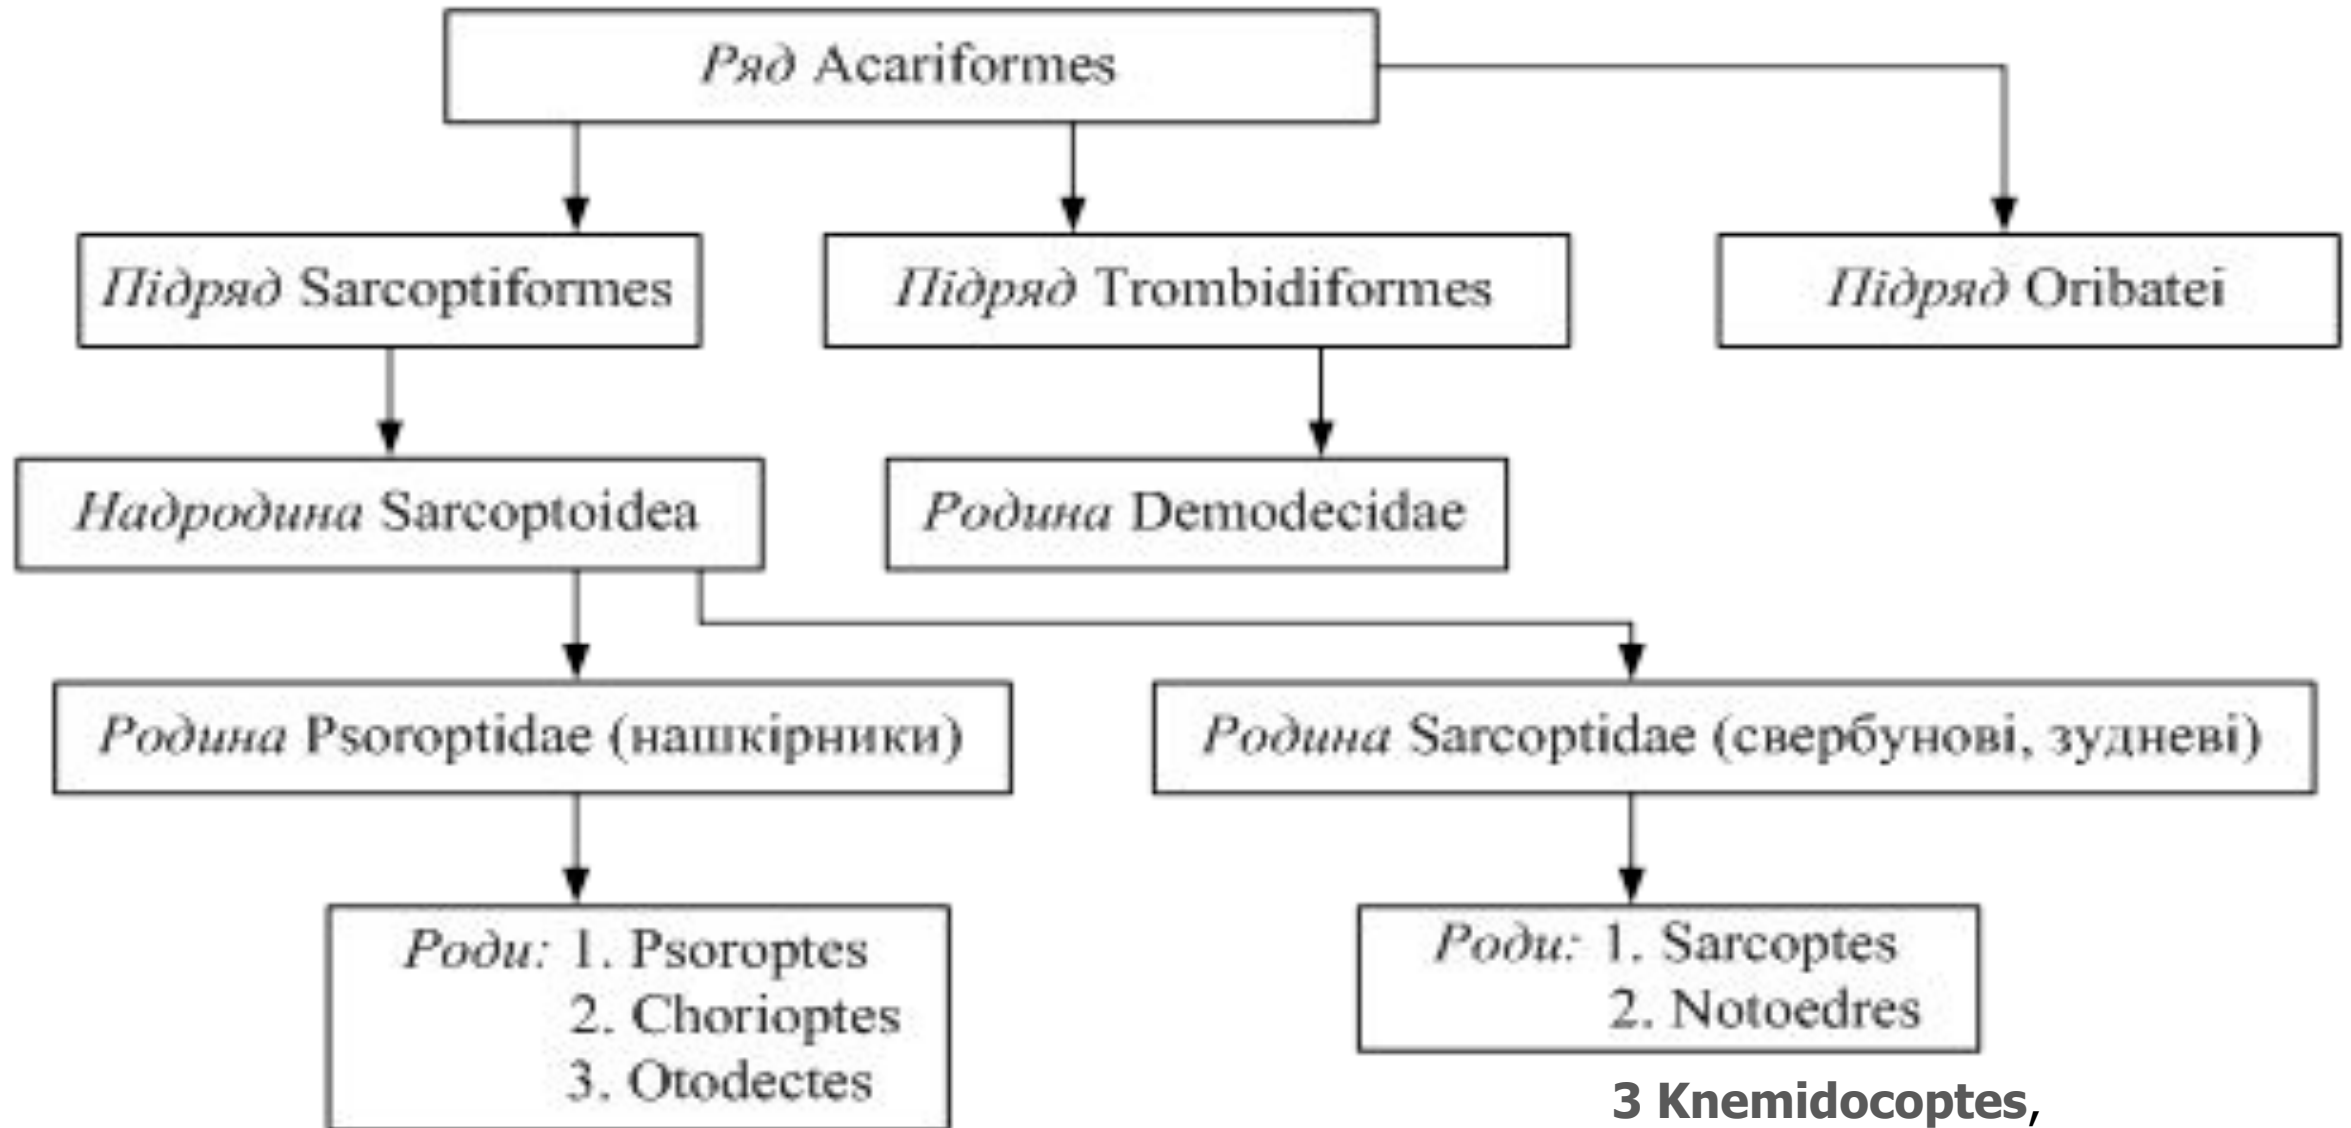 Ряд Acariformes
Підряд Sarcoptiformes
Підряд Trombidiformes
Підряд Oribatei
Надродина Sarcoptoidea
Родина Demodecidae
Родина Psoroptidae (нашкірники)
Родина Sarcoptidae (свербунові, зудневі)
Роди: 1. Psoroptes
2. Chorioptes
3. Otodectes
Роди: 1. Sarcoptes
2. Notoedres
3 Knemidocoptes,